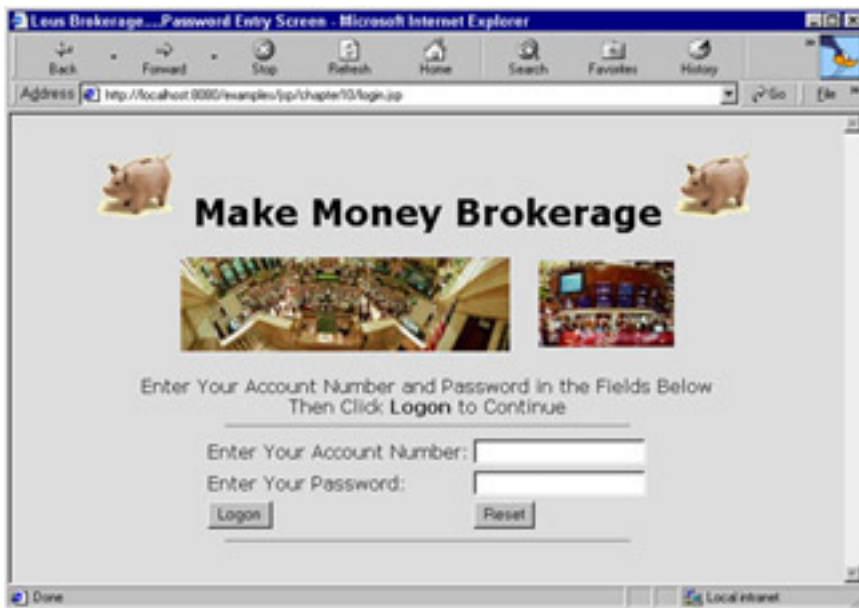 Lous Brokerage....Password Entry Screen - Microsoft Internet Explorer
Back Forward Stop Refresh Home Search Favorites History
Address http://localhost:8080/examples/jsp/chapter10/login.jsp Go File
Make Money Brokerage
Enter Your Account Number and Password in the Fields Below
Then Click Logon to Continue
Enter Your Account Number:
Enter Your Password:
Logon Reset
Done Local intranet